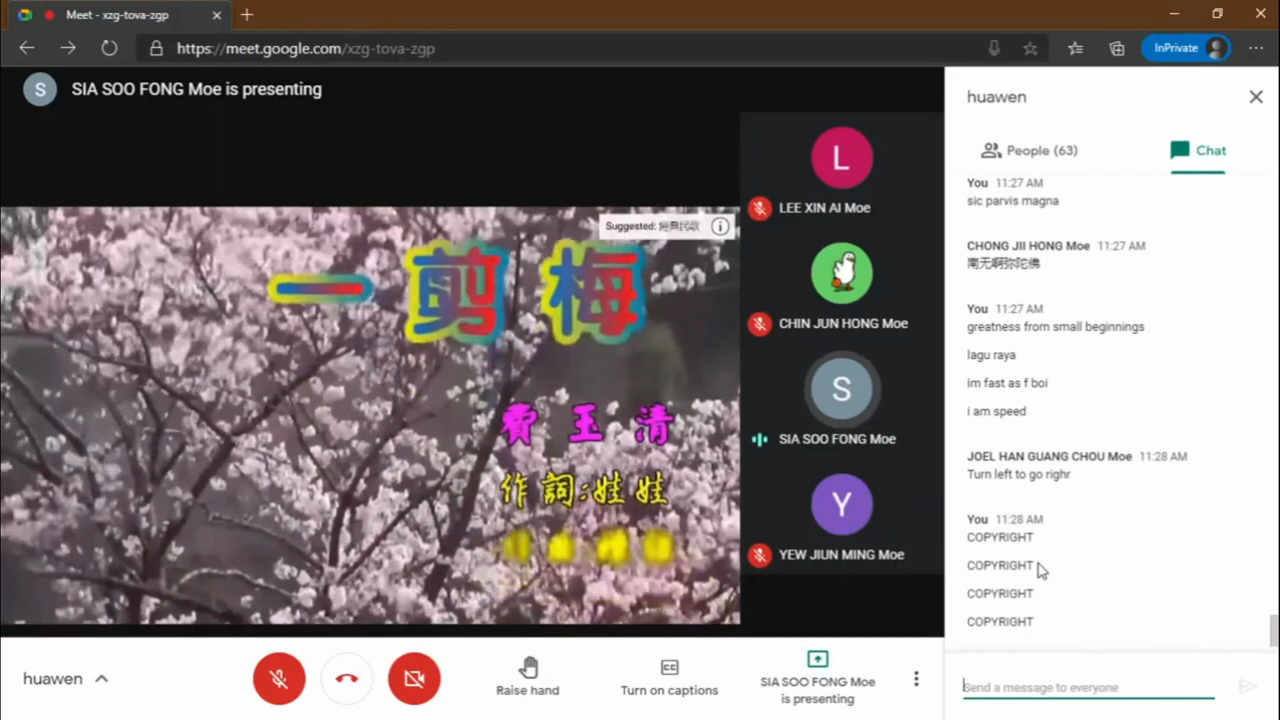 Meet - xzg-tova-zgp
https://meet.google.com/xzg-tova-zgp
InPrivate
S
SIA SOO FONG Moe is presenting
Suggested: 經典民歌
一剪梅
費玉清
作詞:娃娃
L
LEE XIN AI Moe
CHIN JUN HONG Moe
S
SIA SOO FONG Moe
Y
YEW JIUN MING Moe
huawen
People (63)
Chat
You 11:27 AM
sic parvis magna
CHONG JII HONG Moe 11:27 AM
南无啊弥陀佛
You 11:27 AM
greatness from small beginnings
lagu raya
im fast as f boi
i am speed
JOEL HAN GUANG CHOU Moe 11:28 AM
Turn left to go righr
You 11:28 AM
COPYRIGHT
COPYRIGHT
COPYRIGHT
COPYRIGHT
Send a message to everyone
huawen
Raise hand
CC
Turn on captions
SIA SOO FONG Moe
is presenting